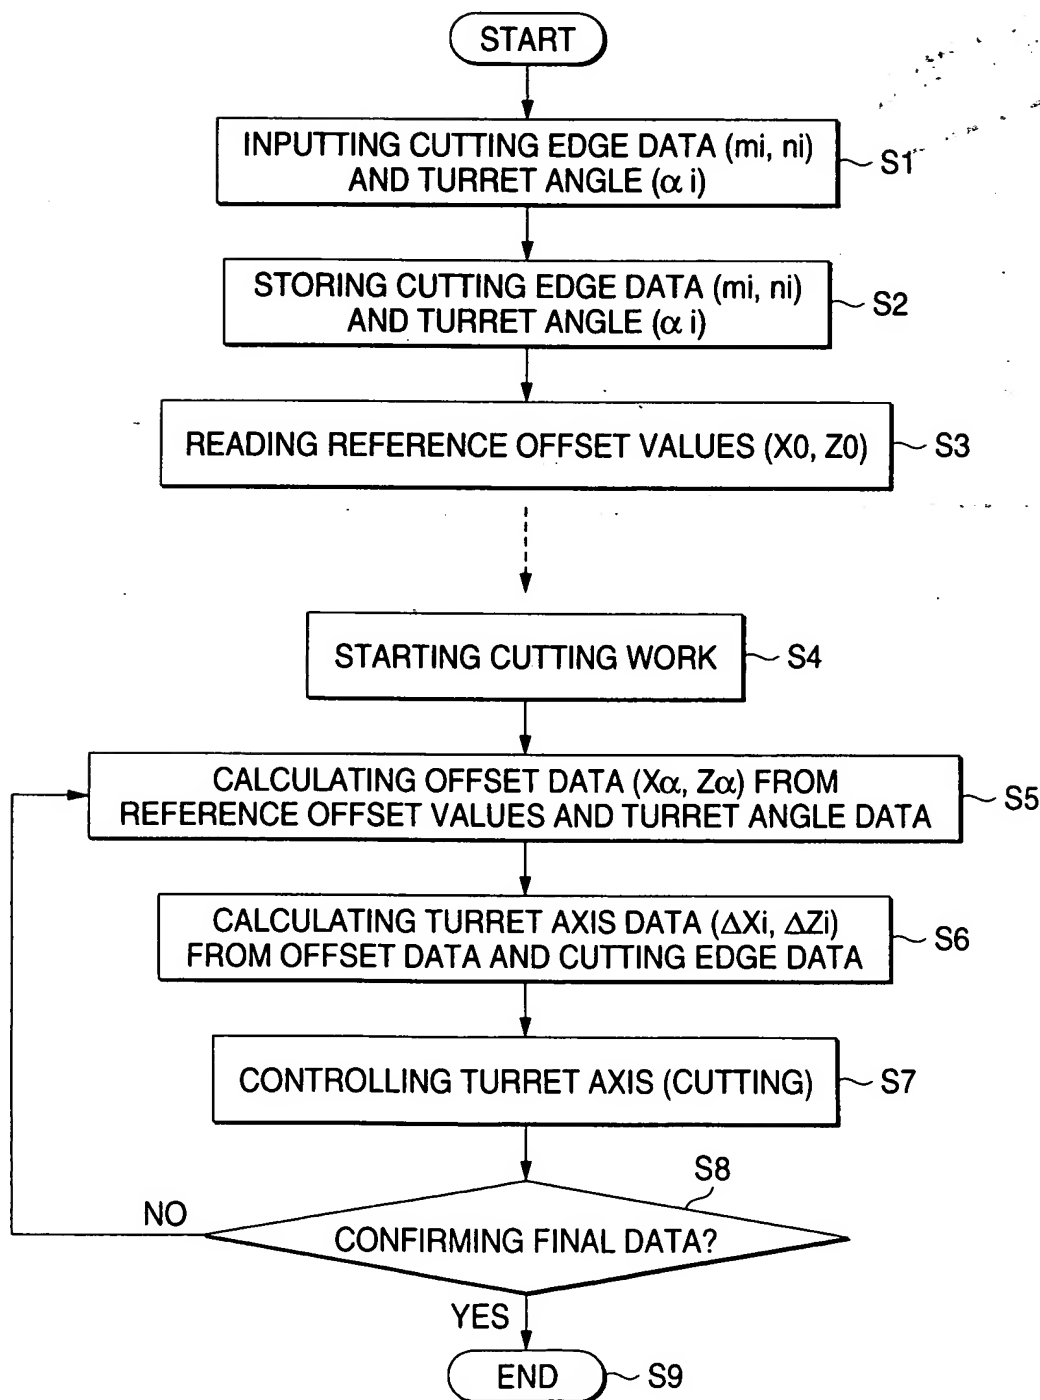 START
INPUTTING CUTTING EDGE DATA (mi, ni)
AND TURRET ANGLE (α i)
S1
STORING CUTTING EDGE DATA (mi, ni)
AND TURRET ANGLE (α i)
S2
READING REFERENCE OFFSET VALUES (X0, Z0)
S3
STARTING CUTTING WORK
S4
CALCULATING OFFSET DATA (Xα, Zα) FROM
REFERENCE OFFSET VALUES AND TURRET ANGLE DATA
S5
CALCULATING TURRET AXIS DATA (ΔXi, ΔZi)
FROM OFFSET DATA AND CUTTING EDGE DATA
S6
CONTROLLING TURRET AXIS (CUTTING)
S7
S8
NO
CONFIRMING FINAL DATA?
YES
END
S9